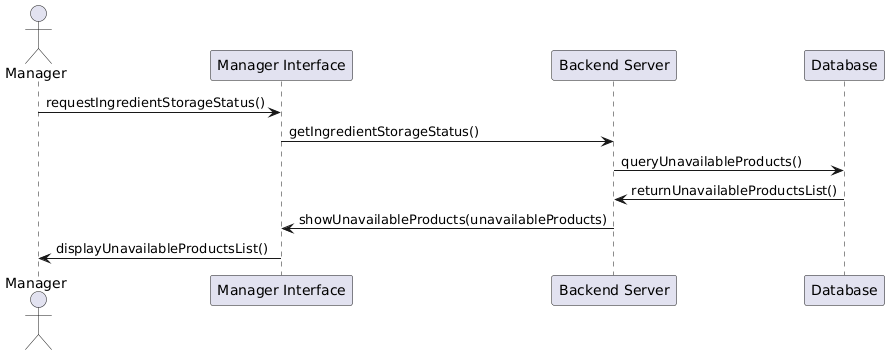 Manager
Manager Interface
Backend Server
Database
requestIngredientStorageStatus()
getIngredientStorageStatus()
queryUnavailableProducts()
returnUnavailableProductsList()
showUnavailableProducts(unavailableProducts)
displayUnavailableProductsList()
Manager
Manager Interface
Backend Server
Database